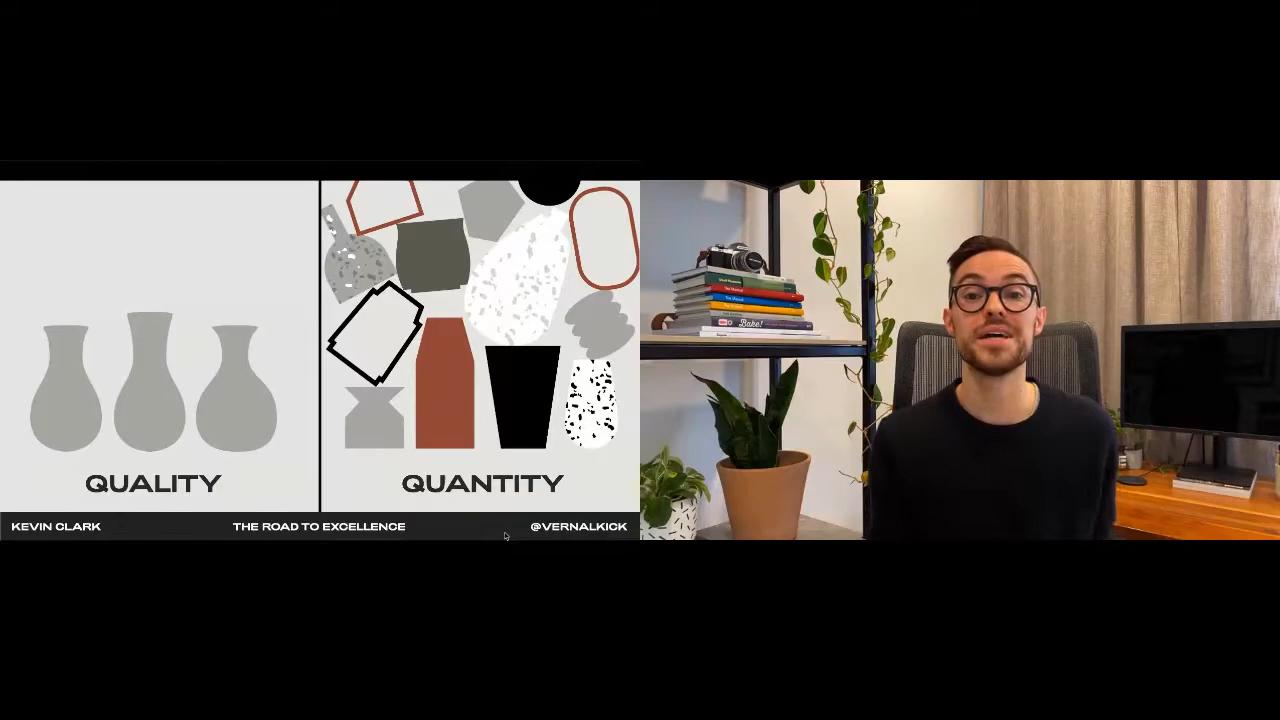 QUALITY
QUANTITY
KEVIN CLARK
THE ROAD TO EXCELLENCE
@VERNALKICK
Bake!